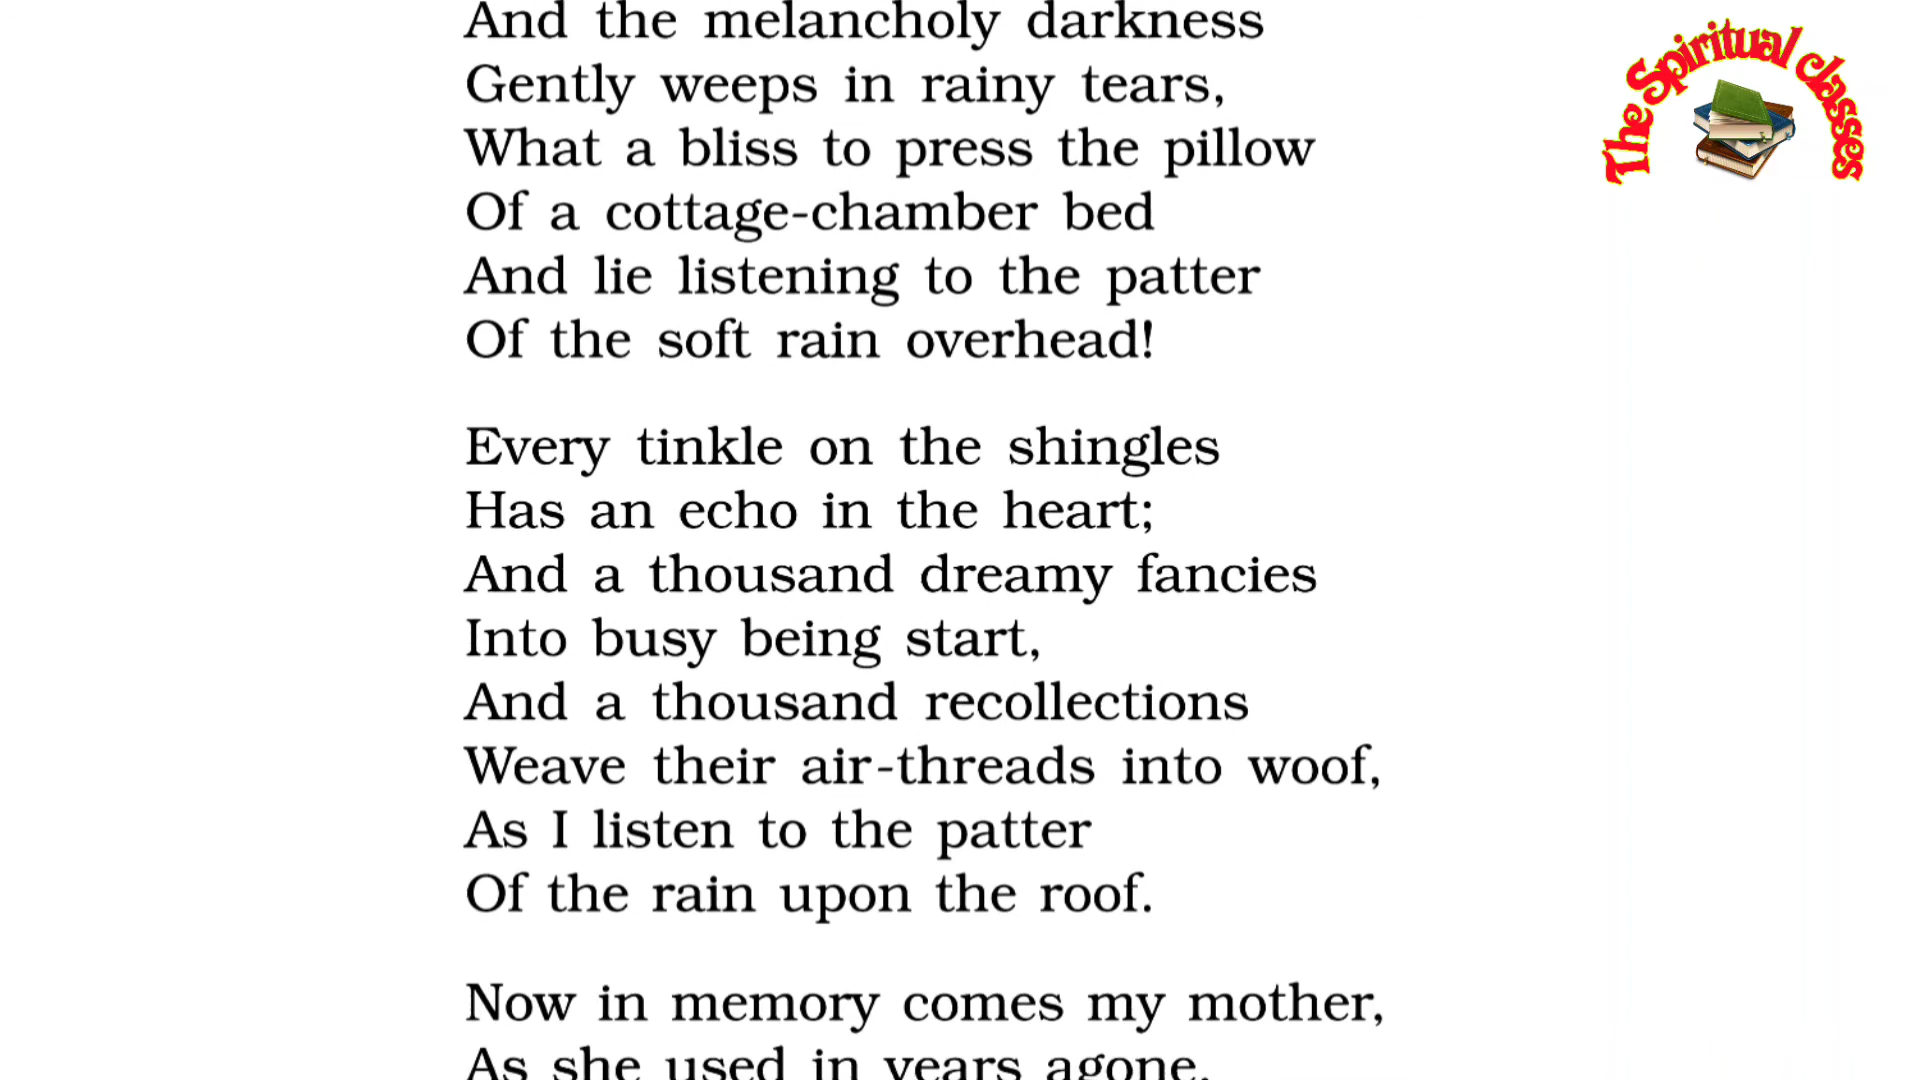 And the melancholy darkness
Gently weeps in rainy tears,
What a bliss to press the pillow
Of a cottage-chamber bed
And lie listening to the patter
Of the soft rain overhead!
Every tinkle on the shingles
Has an echo in the heart;
And a thousand dreamy fancies
Into busy being start,
And a thousand recollections
Weave their air-threads into woof,
As I listen to the patter
Of the rain upon the roof.
Now in memory comes my mother,
As she used in years agone,
The Spiritual classes